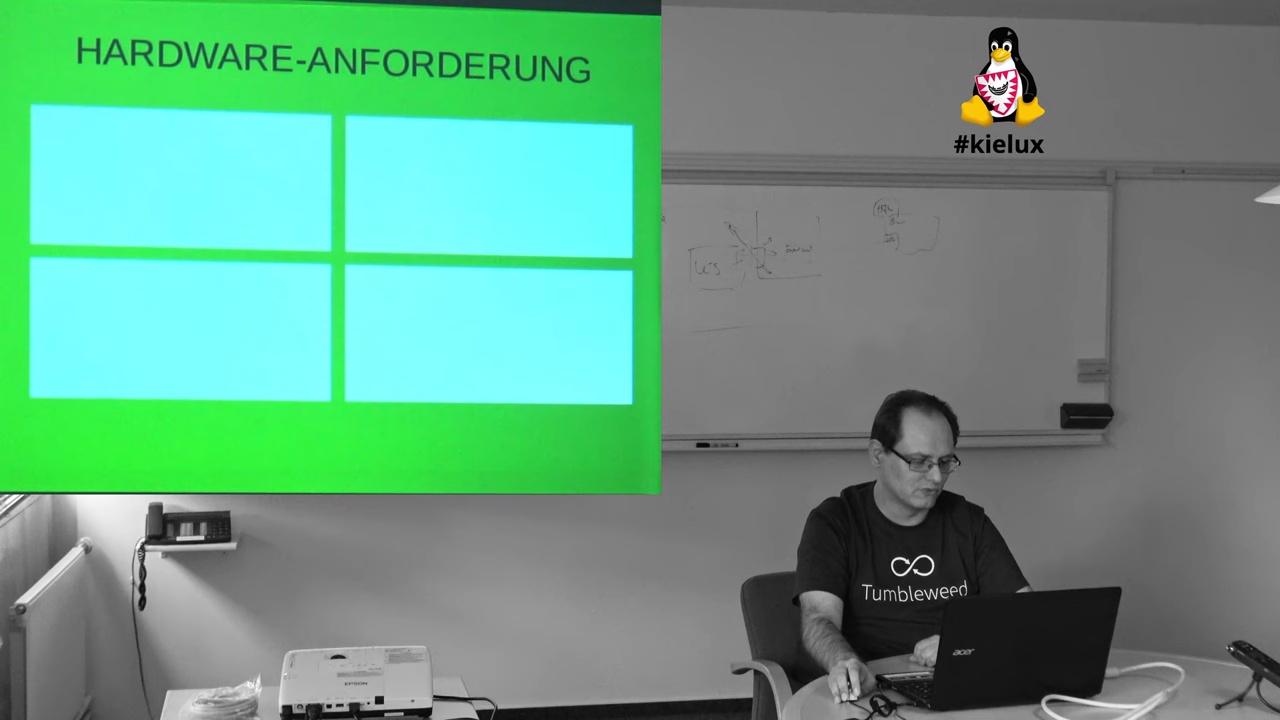 HARDWARE-ANFORDERUNG
#kielux
Tumbleweed
acer
EPSON